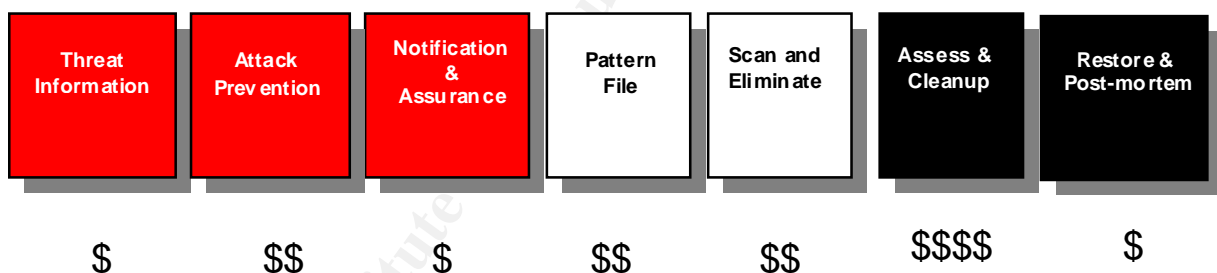 Threat
Information
Attack
Prevention
Notification
&
Assurance
Pattern
File
Scan and
Eliminate
Assess &
Cleanup
Restore &
Post-mortem
$
$$
$
$$
$$
$$$$
$